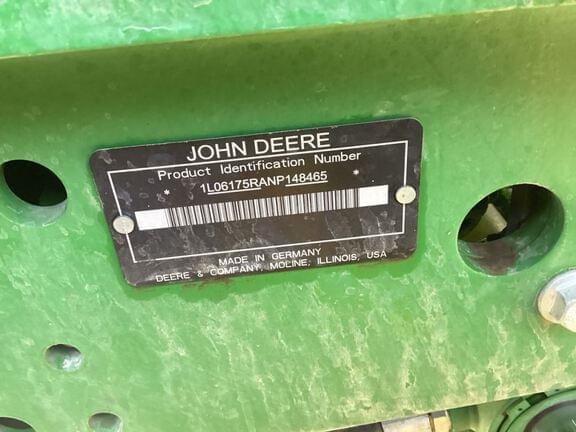 JOHN DEERE
Product Identification Number
* 1L06175RANP148465 *
MADE IN GERMANY
DEERE & COMPANY, MOLINE, ILLINOIS, USA